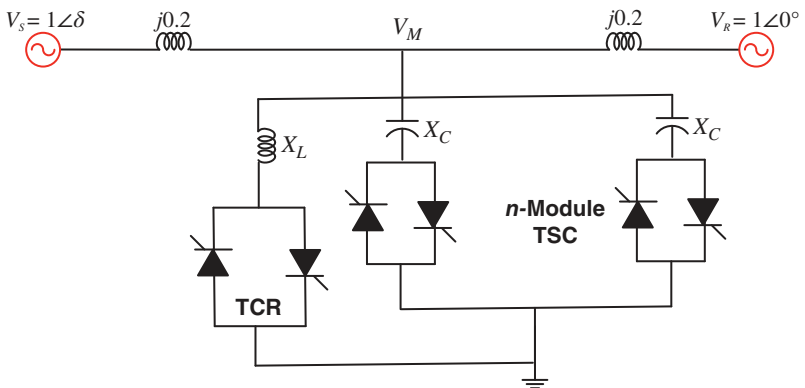 V_S = 1∠δ
j0.2
V_M
j0.2
V_R = 1∠0°
X_L
X_C
X_C
n-Module
TSC
TCR